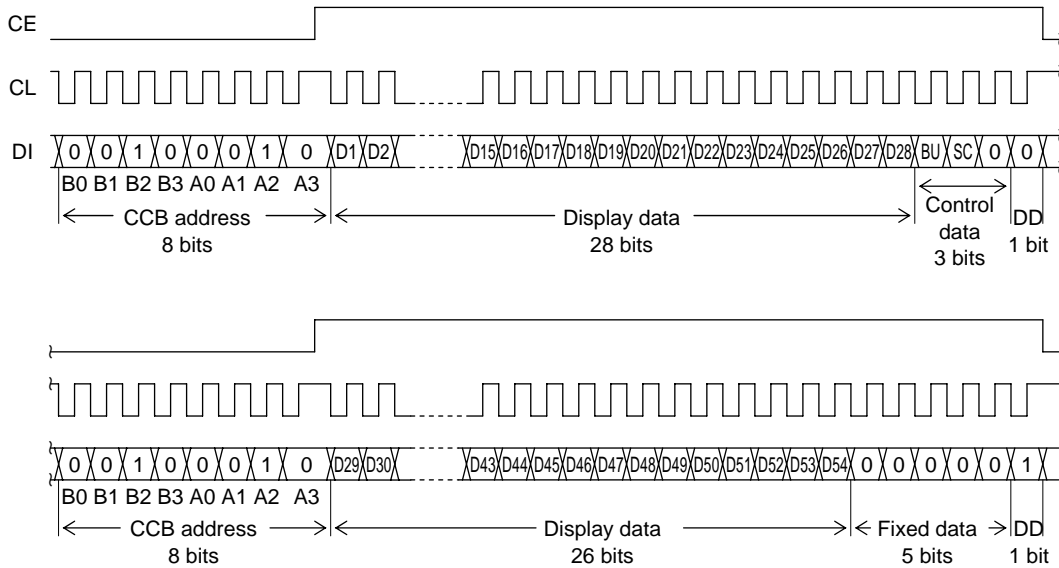 CE
CL
DI 0 0 1 0 0 0 1 0 D1 D2 D15 D16 D17 D18 D19 D20 D21 D22 D23 D24 D25 D26 D27 D28 BU SC 0 0
B0 B1 B2 B3 A0 A1 A2 A3
CCB address
8 bits
Display data
28 bits
Control
data
3 bits
DD
1 bit
0 0 1 0 0 0 1 0 D29 D30 D43 D44 D45 D46 D47 D48 D49 D50 D51 D52 D53 D54 0 0 0 0 0 1
B0 B1 B2 B3 A0 A1 A2 A3
CCB address
8 bits
Display data
26 bits
Fixed data
5 bits
DD
1 bit